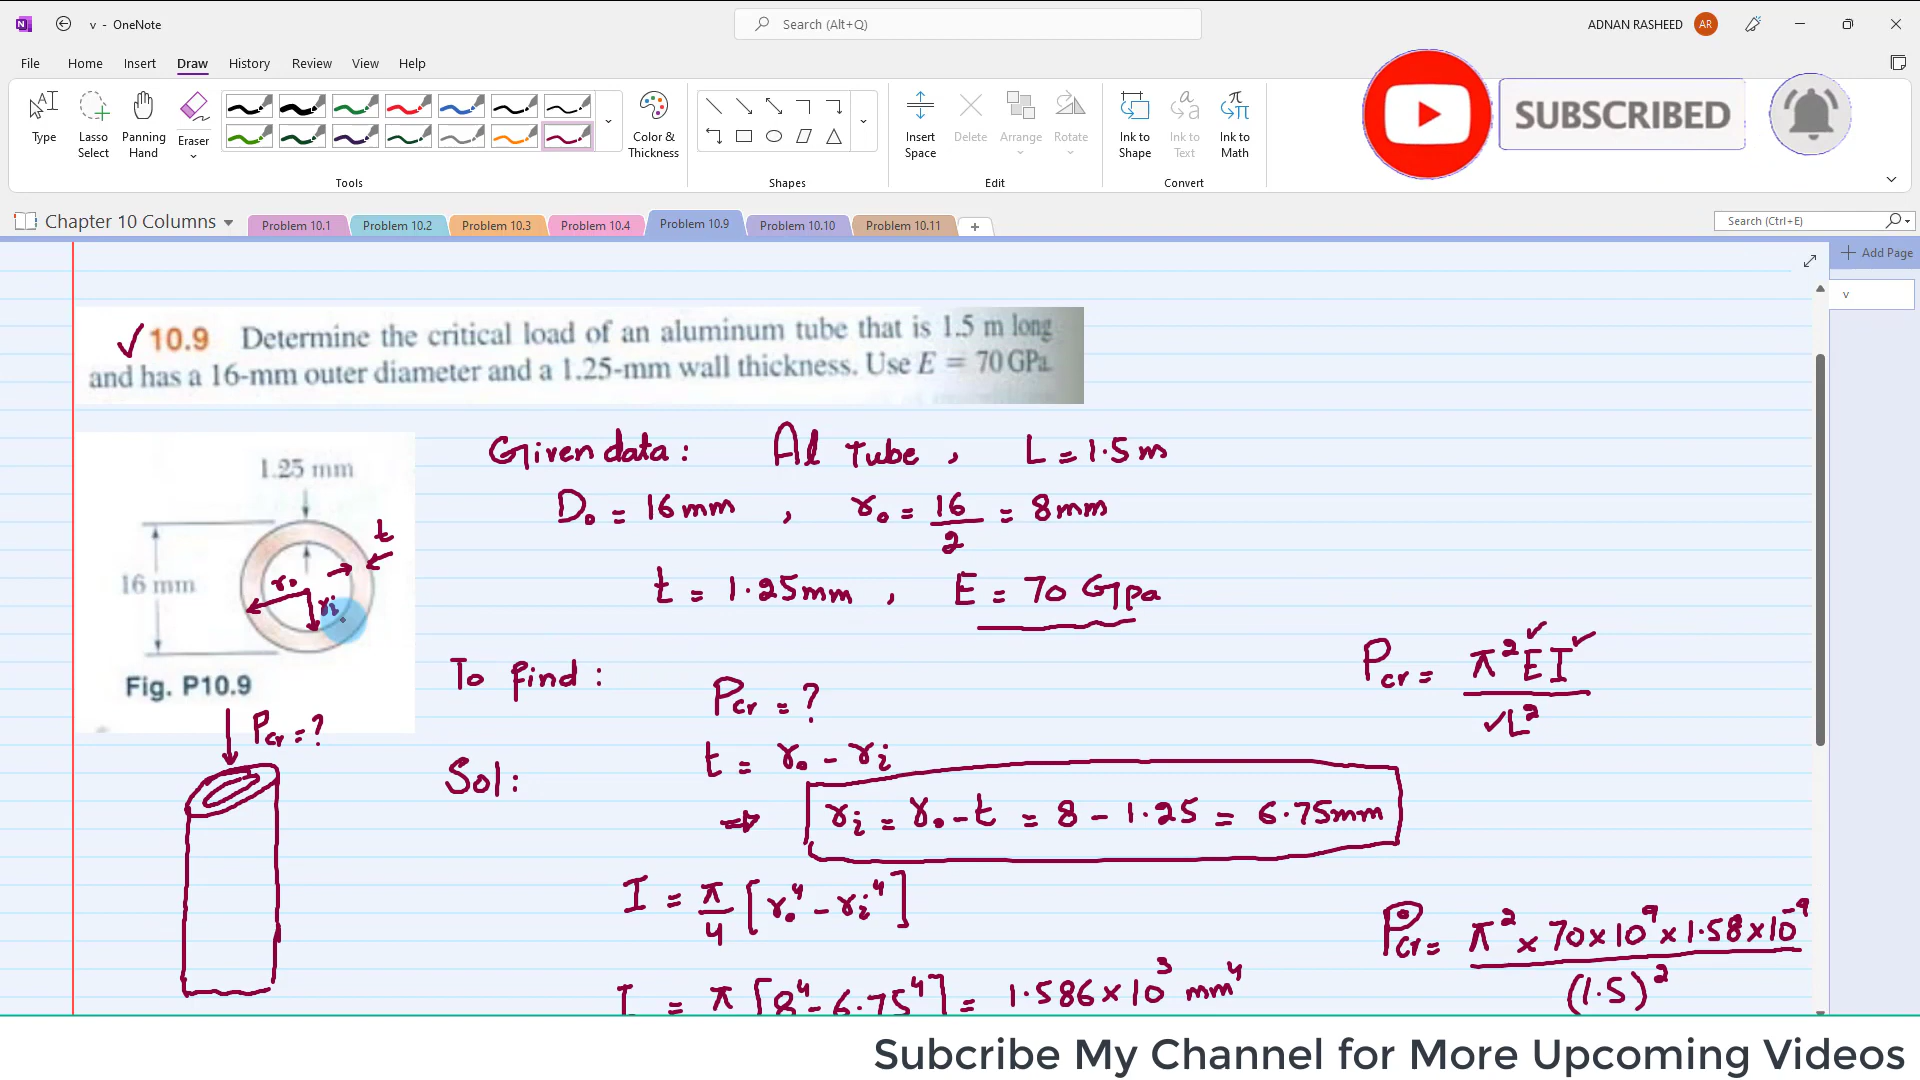 v - OneNote
Search (Alt+Q)
ADNAN RASHEED AR
File Home Insert Draw History Review View Help
Type
Lasso Select
Panning Hand
Eraser
Color & Thickness
Insert Space
Delete
Arrange
Rotate
Ink to Shape
Ink to Text
Ink to Math
SUBSCRIBED
Tools
Shapes
Edit
Convert
Chapter 10 Columns
Problem 10.1
Problem 10.2
Problem 10.3
Problem 10.4
Problem 10.9
Problem 10.10
Problem 10.11
Search (Ctrl+E)
Add Page
v
✓ 10.9 Determine the critical load of an aluminum tube that is 1.5 m long
and has a 16-mm outer diameter and a 1.25-mm wall thickness. Use E = 70 GPa.
1.25 mm
t
16 mm
r₀
rᵢ
Fig. P10.9
Pcr = ?
Given data: Al Tube , L = 1.5 m
D₀ = 16 mm , r₀ = 16/2 = 8 mm
t = 1.25 mm , E = 70 Gpa
To find :
Pcr = ?
Pcr = π²EI / L²
Sol:
t = r₀ - rᵢ
⇒ rᵢ = r₀ - t = 8 - 1.25 = 6.75 mm
I = π/4 [r₀⁴ - rᵢ⁴]
Pcr = π² × 70 × 10⁹ × 1.58 × 10⁻⁹ / (1.5)²
I = π [8⁴ - 6.75⁴] = 1.586 × 10³ mm⁴
Subcribe My Channel for More Upcoming Videos